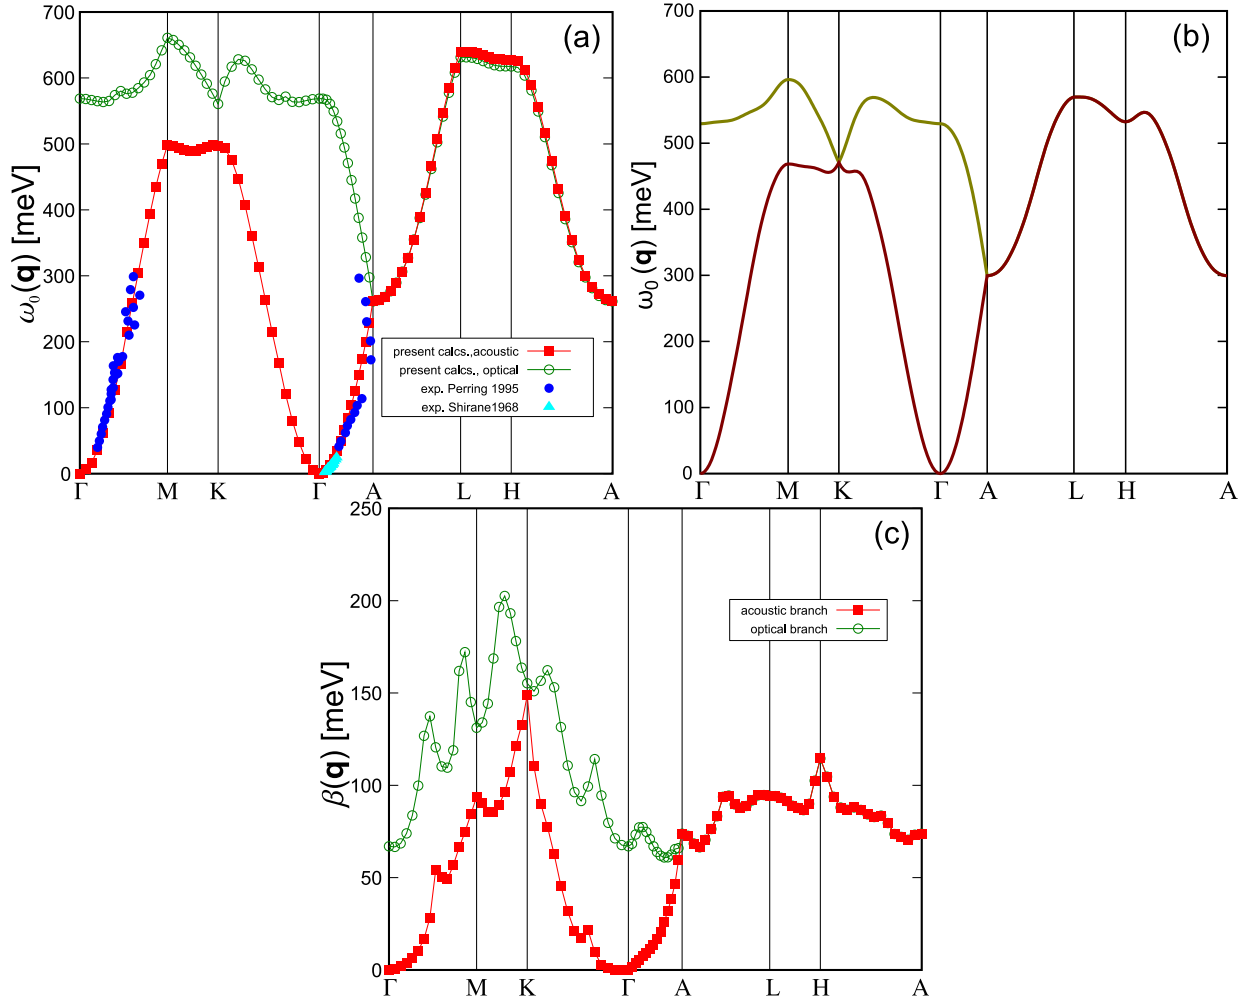 (a)
700
600
500
400
300
200
100
0
ω₀(q) [meV]
present calcs.,acoustic
present calcs., optical
exp. Perring 1995
exp. Shirane1968
Γ M K Γ A L H A
(b)
700
600
500
400
300
200
100
0
ω₀(q) [meV]
Γ M K Γ A L H A
(c)
250
200
150
100
50
0
β(q) [meV]
acoustic branch
optical branch
Γ M K Γ A L H A